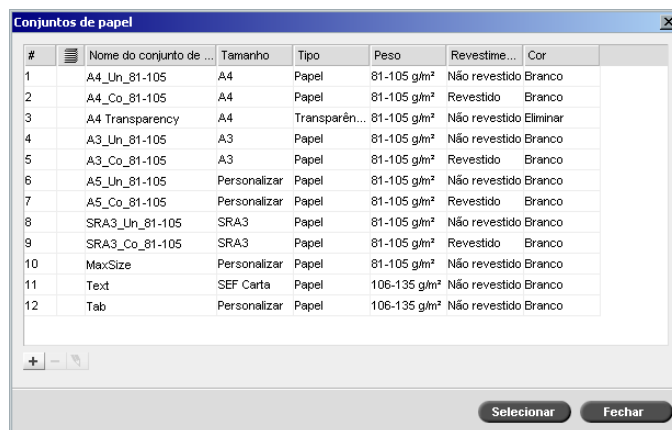 Conjuntos de papel
# Nome do conjunto de ... Tamanho Tipo Peso Revestime... Cor
1 A4_Un_81-105 A4 Papel 81-105 g/m² Não revestido Branco
2 A4_Co_81-105 A4 Papel 81-105 g/m² Revestido Branco
3 A4 Transparency A4 Transparên... 81-105 g/m² Não revestido Eliminar
4 A3_Un_81-105 A3 Papel 81-105 g/m² Não revestido Branco
5 A3_Co_81-105 A3 Papel 81-105 g/m² Revestido Branco
6 A5_Un_81-105 Personalizar Papel 81-105 g/m² Não revestido Branco
7 A5_Co_81-105 Personalizar Papel 81-105 g/m² Revestido Branco
8 SRA3_Un_81-105 SRA3 Papel 81-105 g/m² Não revestido Branco
9 SRA3_Co_81-105 SRA3 Papel 81-105 g/m² Revestido Branco
10 MaxSize Personalizar Papel 81-105 g/m² Não revestido Branco
11 Text SEF Carta Papel 106-135 g/m² Não revestido Branco
12 Tab Personalizar Papel 106-135 g/m² Não revestido Branco
Selecionar Fechar